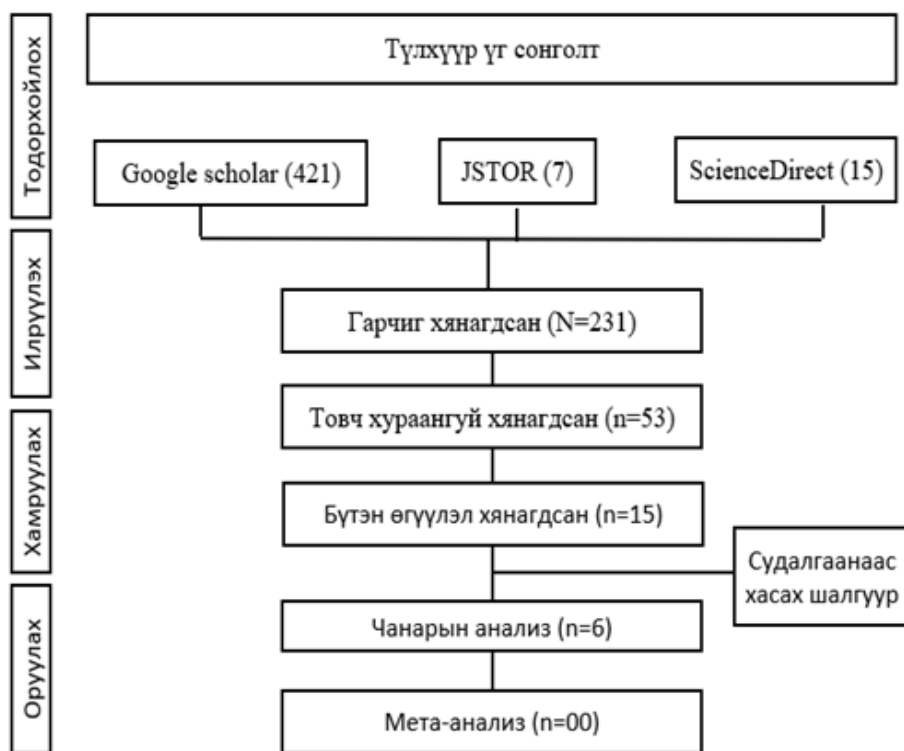 Тодорхойлох
Түлхүүр үг сонголт
Google scholar (421)
JSTOR (7)
ScienceDirect (15)
Илрүүлэх
Гарчиг хянагдсан (N=231)
Товч хураангуй хянагдсан (n=53)
Хамруулах
Бүтэн өгүүлэл хянагдсан (n=15)
Судалгаанаас
хасах шалгуур
Оруулах
Чанарын анализ (n=6)
Мета-анализ (n=00)